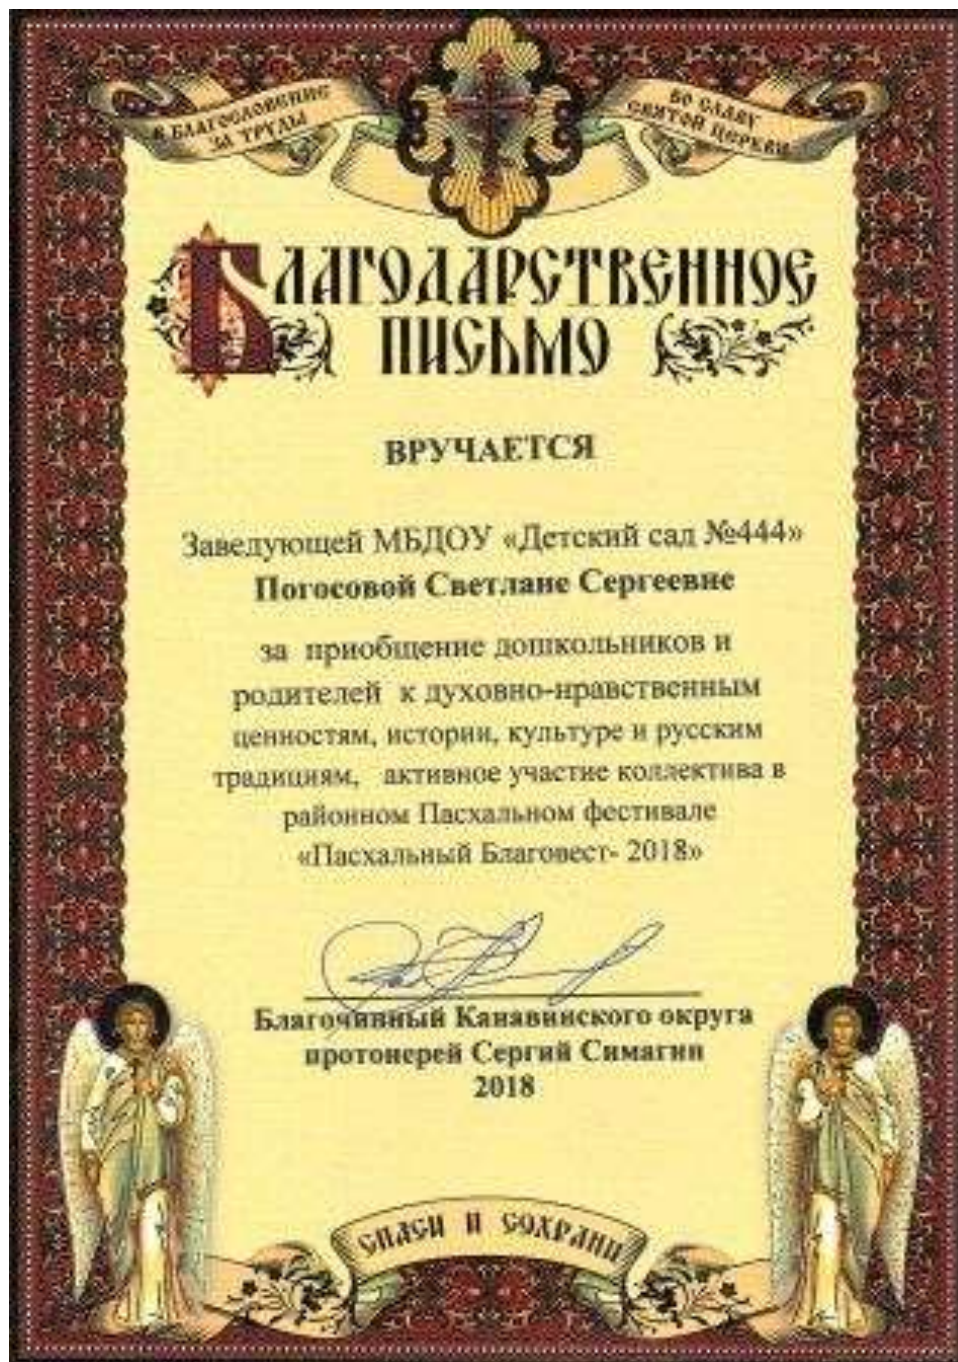 В БЛАГОСЛОВЕНИЕ
ЗА ТРУДЫ
ВО СЛАВУ
СВЯТОЙ ЦЕРКВИ
БЛАГОДАРСТВЕННОЕ
ПИСЬМО
ВРУЧАЕТСЯ
Заведующей МБДОУ «Детский сад №444»
Погосовой Светлане Сергеевне
за приобщение дошкольников и
родителей к духовно-нравственным
ценностям, истории, культуре и русским
традициям, активное участие коллектива в
районном Пасхальном фестивале
«Пасхальный Благовест- 2018»
Благочинный Канавинского округа
протоиерей Сергий Симагин
2018
СПАСИ И СОХРАНИ